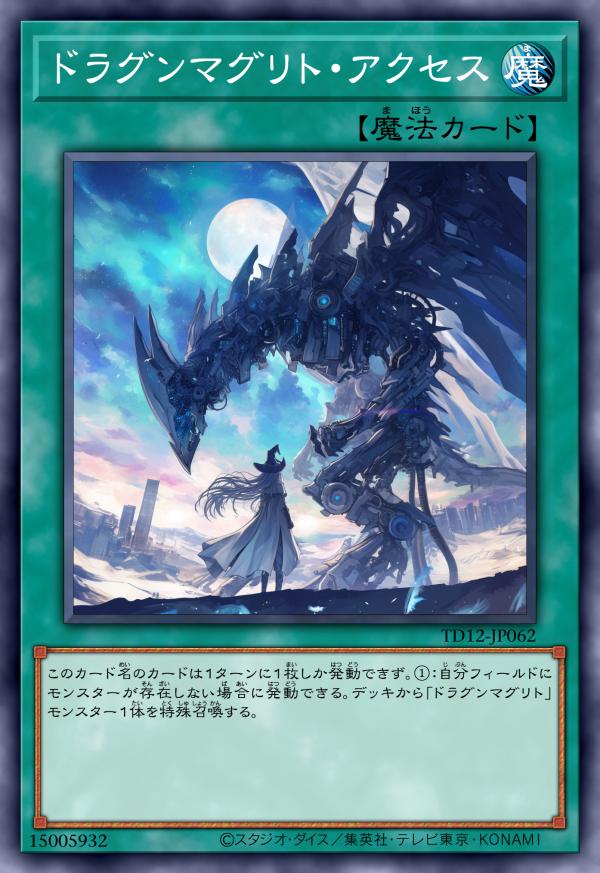 ドラグンマグリト・アクセス 魔
【魔法カード】
TD12-JP062
このカード名のカードは1ターンに1枚しか発動できず。①:自分フィールドに
モンスターが存在しない場合に発動できる。デッキから「ドラグンマグリト」
モンスター1体を特殊召喚する。
15005932 ©スタジオ・ダイス/集英社・テレビ東京・KONAMI